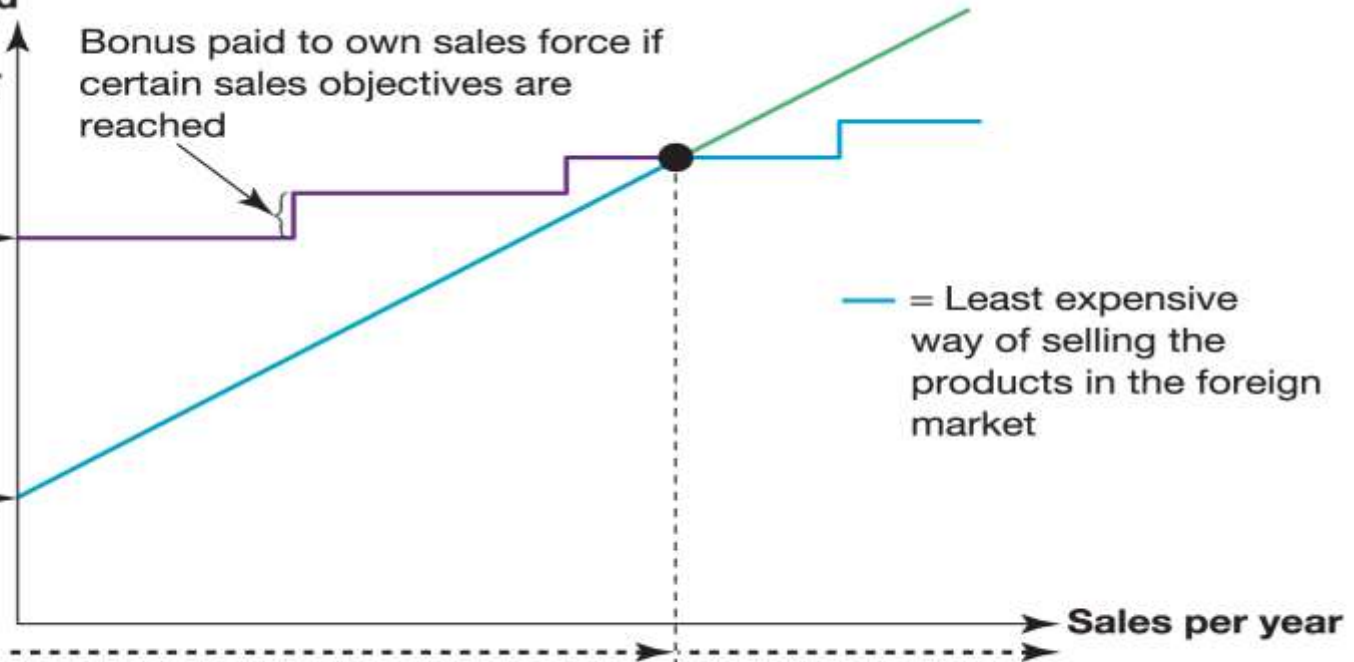 Bonus paid to own sales force if
certain sales objectives are
reached
= Least expensive
way of selling the
products in the foreign
market
Sales per year